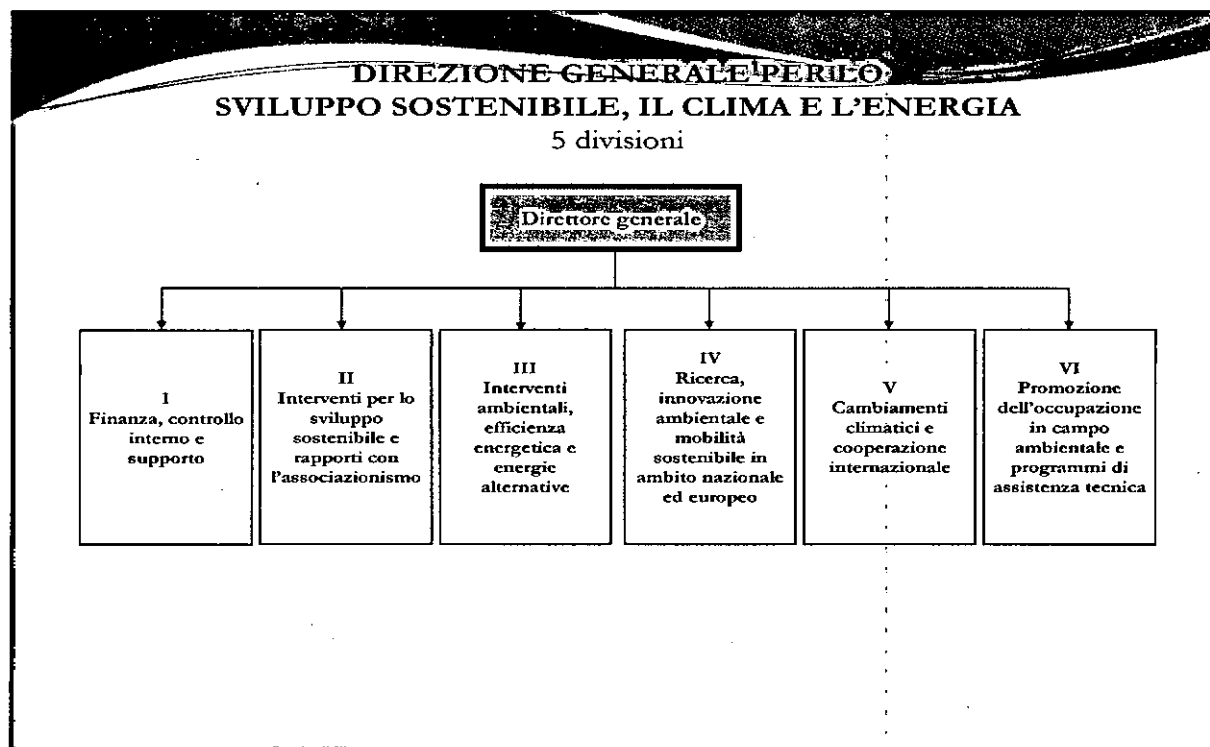 DIREZIONE GENERALE PER LO
SVILUPPO SOSTENIBILE, IL CLIMA E L'ENERGIA
5 divisioni
Direttore generale
I
Finanza, controllo
interno e
supporto
II
Interventi per lo
sviluppo
sostenibile e
rapporti con
l'associazionismo
III
Interventi
ambientali,
efficienza
energetica e
energie
alternative
IV
Ricerca,
innovazione
ambientale e
mobilità
sostenibile in
ambito nazionale
ed europeo
V
Cambiamenti
climatici e
cooperazione
internazionale
VI
Promozione
dell'occupazione
in campo
ambientale e
programmi di
assistenza tecnica